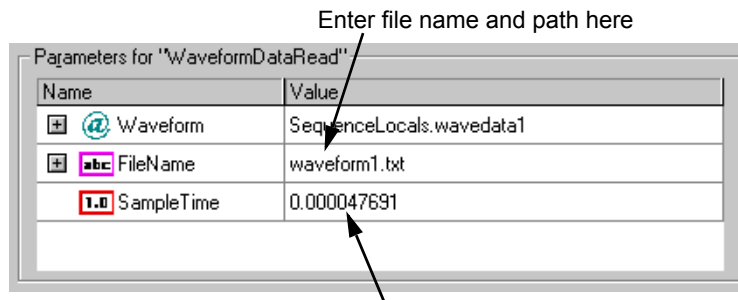 Enter file name and path here
Parameters for "WaveformDataRead"
Name Value
@ Waveform SequenceLocals.wavedata1
abc FileName waveform1.txt
1.0 SampleTime 0.000047691